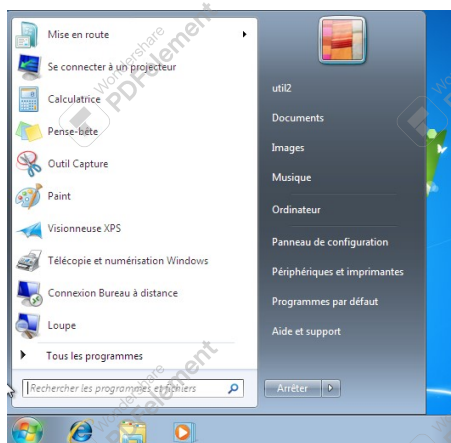 Mise en route
Se connecter à un projecteur
Calculatrice
Pense-bête
Outil Capture
Paint
Visionneuse XPS
Télécopie et numérisation Windows
Connexion Bureau à distance
Loupe
Tous les programmes
Rechercher les programmes et fichiers
util2
Documents
Images
Musique
Ordinateur
Panneau de configuration
Périphériques et imprimantes
Programmes par défaut
Aide et support
Arrêter
Wondershare
PDFelement
Wondershare
PDFelement